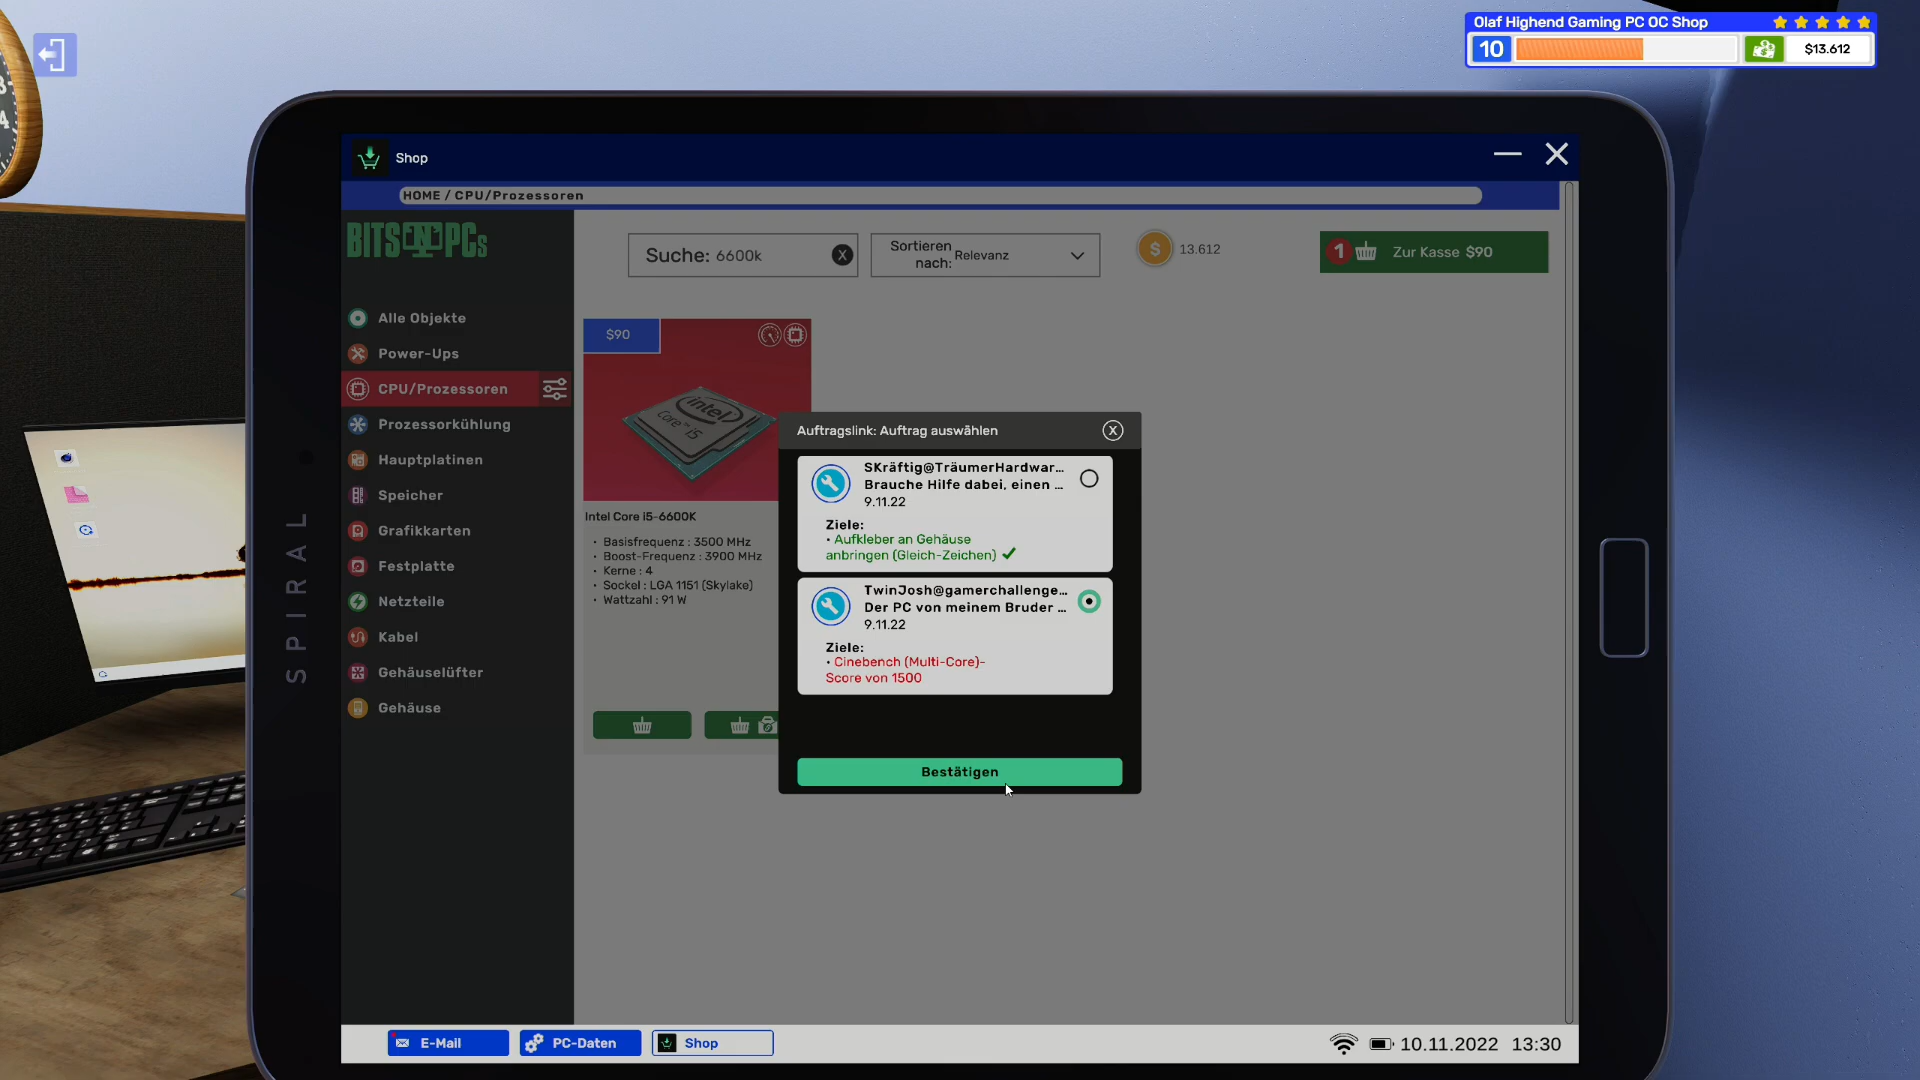 Olaf Highend Gaming PC OC Shop
10
$13.612
Shop
HOME / CPU/Prozessoren
BITS PCs
Suche: 6600k
X
Sortieren nach: Relevanz
$
13.612
1
Zur Kasse $90
Alle Objekte
Power-Ups
CPU/Prozessoren
Prozessorkühlung
Hauptplatinen
Speicher
Grafikkarten
Festplatte
Netzteile
Kabel
Gehäuselüfter
Gehäuse
$90
intel
Core i5
Intel Core i5-6600K
• Basisfrequenz : 3500 MHz
• Boost-Frequenz : 3900 MHz
• Kerne : 4
• Sockel : LGA 1151 (Skylake)
• Wattzahl : 91 W
Auftragslink: Auftrag auswählen
X
SKräftig@TräumerHardwar...
Brauche Hilfe dabei, einen ...
9.11.22
Ziele:
• Aufkleber an Gehäuse
anbringen (Gleich-Zeichen)
TwinJosh@gamerchallenge...
Der PC von meinem Bruder ...
9.11.22
Ziele:
• Cinebench (Multi-Core)-
Score von 1500
Bestätigen
SPIRAL
E-Mail
PC-Daten
Shop
10.11.2022
13:30